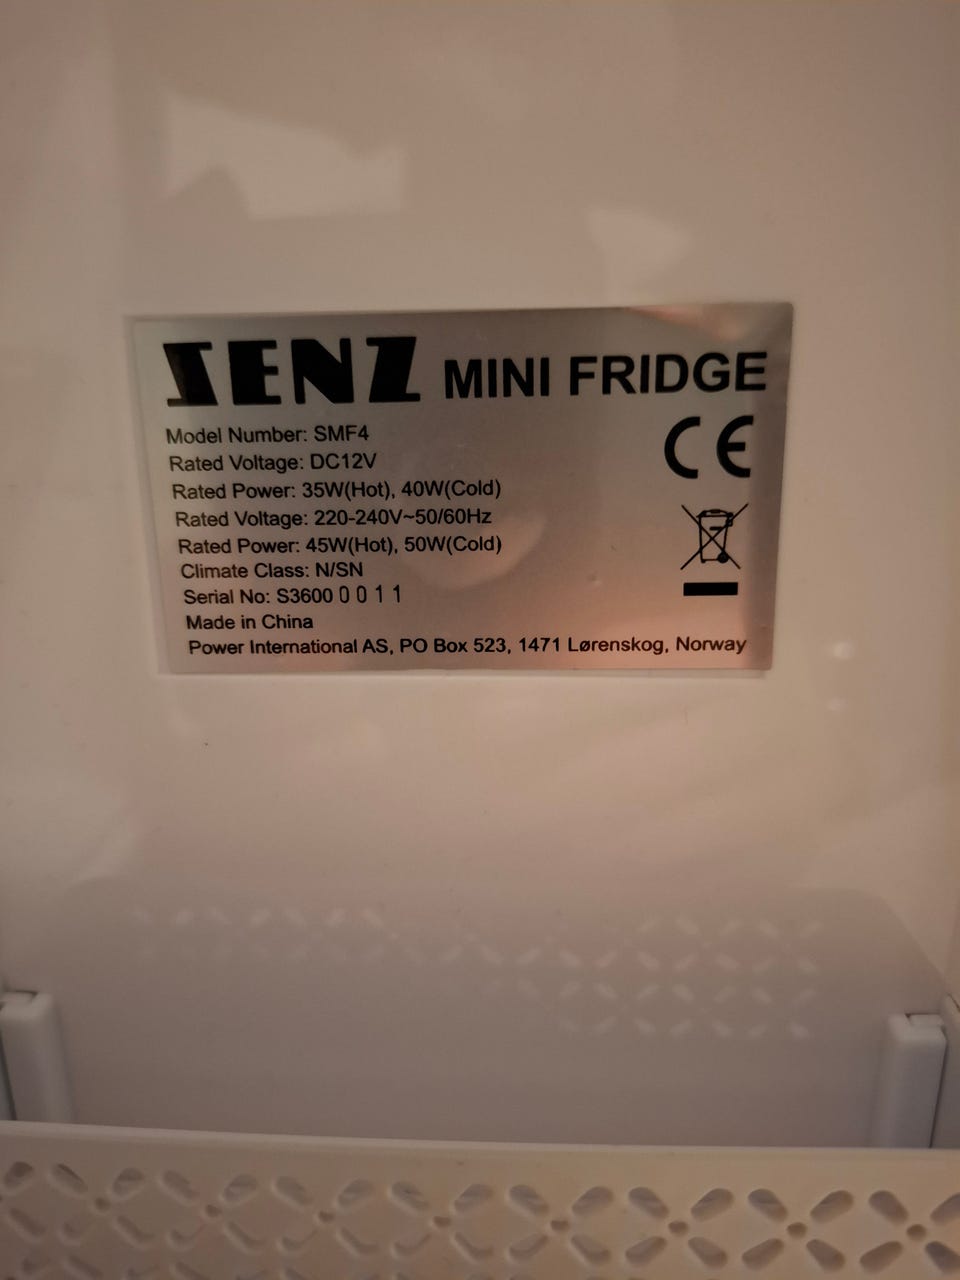 SENZ MINI FRIDGE
CE
Model Number: SMF4
Rated Voltage: DC12V
Rated Power: 35W(Hot), 40W(Cold)
Rated Voltage: 220-240V~50/60Hz
Rated Power: 45W(Hot), 50W(Cold)
Climate Class: N/SN
Serial No: S3600 0 0 1 1
Made in China
Power International AS, PO Box 523, 1471 Lørenskog, Norway